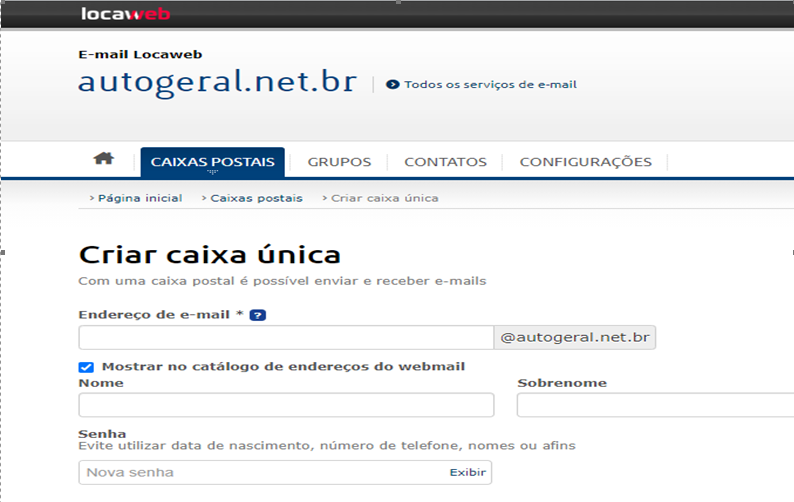 locaweb
E-mail Locaweb
autogeral.net.br
Todos os serviços de e-mail
CAIXAS POSTAIS GRUPOS CONTATOS CONFIGURAÇÕES
› Página inicial › Caixas postais › Criar caixa única
Criar caixa única
Com uma caixa postal é possível enviar e receber e-mails
Endereço de e-mail * ?
@autogeral.net.br
Mostrar no catálogo de endereços do webmail
Nome Sobrenome
Senha
Evite utilizar data de nascimento, número de telefone, nomes ou afins
Nova senha Exibir